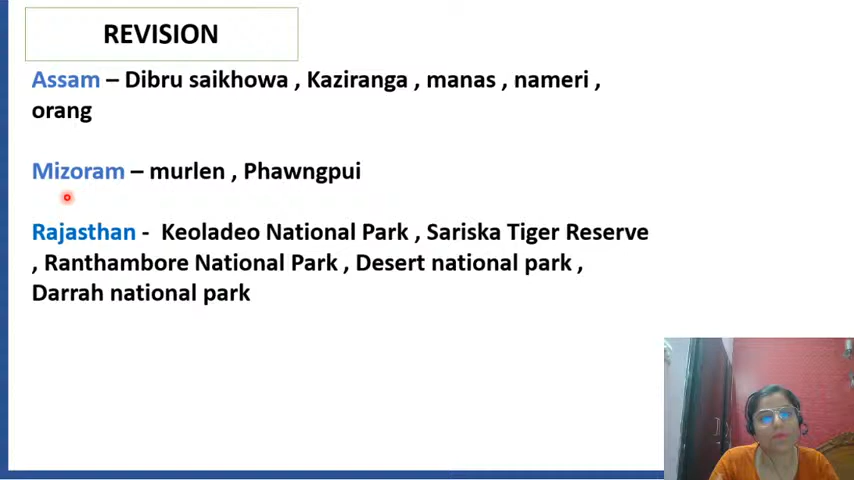 REVISION
Assam – Dibru saikhowa , Kaziranga , manas , nameri ,
orang
Mizoram – murlen , Phawngpui
Rajasthan - Keoladeo National Park , Sariska Tiger Reserve
, Ranthambore National Park , Desert national park ,
Darrah national park